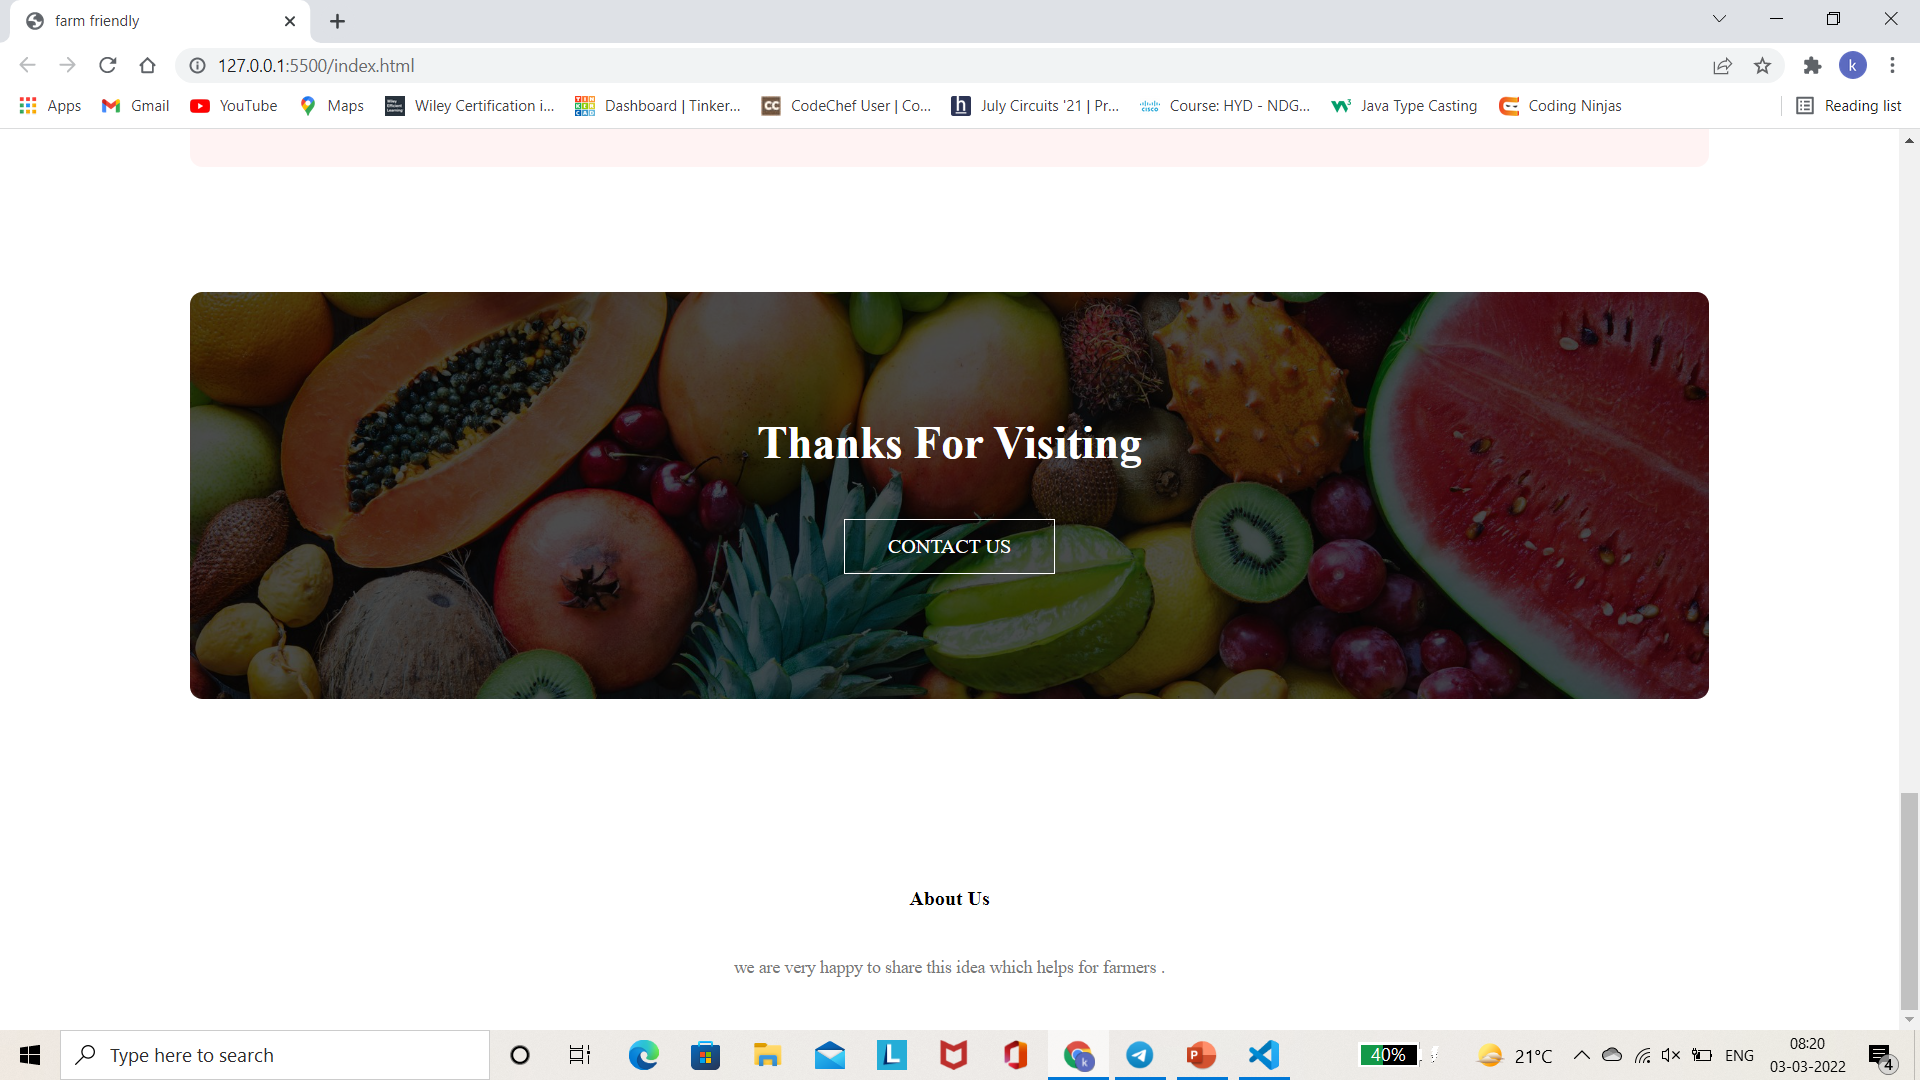 farm friendly
127.0.0.1:5500/index.html
k
Apps
Gmail
YouTube
Maps
Wiley Certification i...
Dashboard | Tinker...
CodeChef User | Co...
July Circuits '21 | Pr...
Course: HYD - NDG...
Java Type Casting
Coding Ninjas
Reading list
Thanks For Visiting
CONTACT US
About Us
we are very happy to share this idea which helps for farmers .
Type here to search
40%
21°C
ENG
08:20
03-03-2022
4